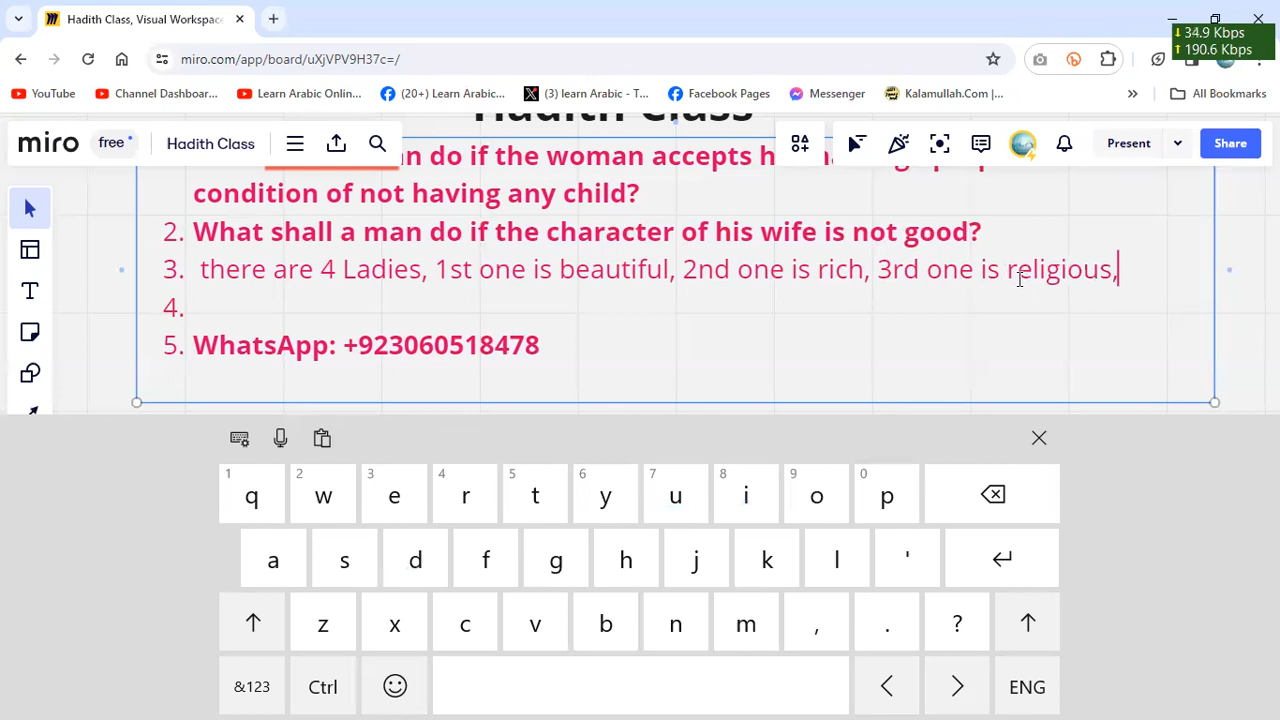 Hadith Class, Visual Workspace
34.9 Kbps
190.6 Kbps
miro.com/app/board/uXjVPV9H37c=/
YouTube
Channel Dashboar...
Learn Arabic Onlin...
(20+) Learn Arabic...
(3) learn Arabic - T...
Facebook Pages
Messenger
Kalamullah.Com |...
All Bookmarks
Hadith Class
miro
free
Hadith Class
Present
Share
an do if the woman accepts
condition of not having any child?
2. What shall a man do if the character of his wife is not good?
3. there are 4 Ladies, 1st one is beautiful, 2nd one is rich, 3rd one is religious,
4.
5. WhatsApp: +923060518478
1 q 2 w 3 e 4 r 5 t 6 y 7 u 8 i 9 o 0 p
a s d f g h j k l '
z x c v b n m , . ?
&123 Ctrl ENG